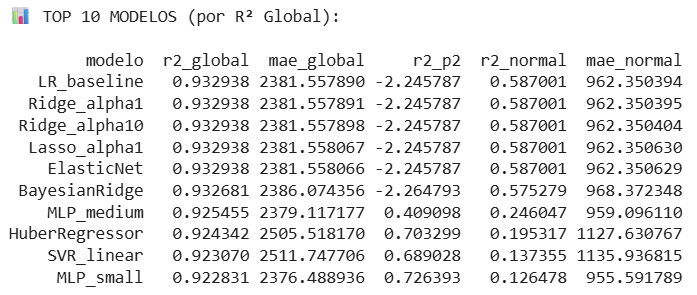 📊 TOP 10 MODELOS (por R² Global):
modelo r2_global mae_global r2_p2 r2_normal mae_normal
LR_baseline 0.932938 2381.557890 -2.245787 0.587001 962.350394
Ridge_alpha1 0.932938 2381.557891 -2.245787 0.587001 962.350395
Ridge_alpha10 0.932938 2381.557898 -2.245787 0.587001 962.350404
Lasso_alpha1 0.932938 2381.558067 -2.245787 0.587001 962.350630
ElasticNet 0.932938 2381.558066 -2.245787 0.587001 962.350629
BayesianRidge 0.932681 2386.074356 -2.264793 0.575279 968.372348
MLP_medium 0.925455 2379.117177 0.409098 0.246047 959.096110
HuberRegressor 0.924342 2505.518170 0.703299 0.195317 1127.630767
SVR_linear 0.923070 2511.747706 0.689028 0.137355 1135.936815
MLP_small 0.922831 2376.488936 0.726393 0.126478 955.591789